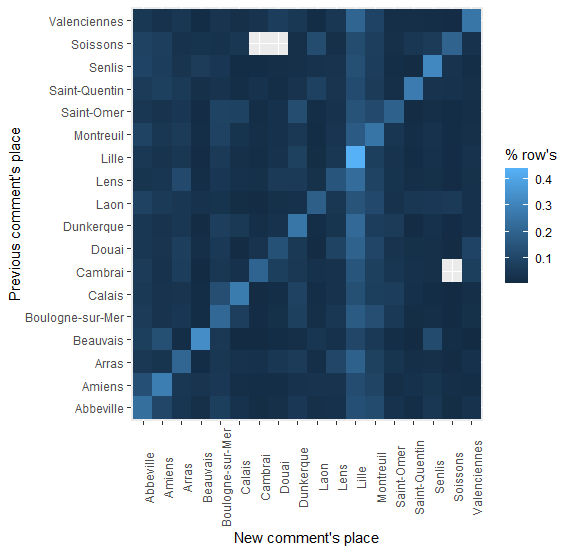 Previous comment's place
Valenciennes
Soissons
Senlis
Saint-Quentin
Saint-Omer
Montreuil
Lille
Lens
Laon
Dunkerque
Douai
Cambrai
Calais
Boulogne-sur-Mer
Beauvais
Arras
Amiens
Abbeville
Abbeville
Amiens
Arras
Beauvais
Boulogne-sur-Mer
Calais
Cambrai
Douai
Dunkerque
Laon
Lens
Lille
Montreuil
Saint-Omer
Saint-Quentin
Senlis
Soissons
Valenciennes
New comment's place
% row's
0.4
0.3
0.2
0.1